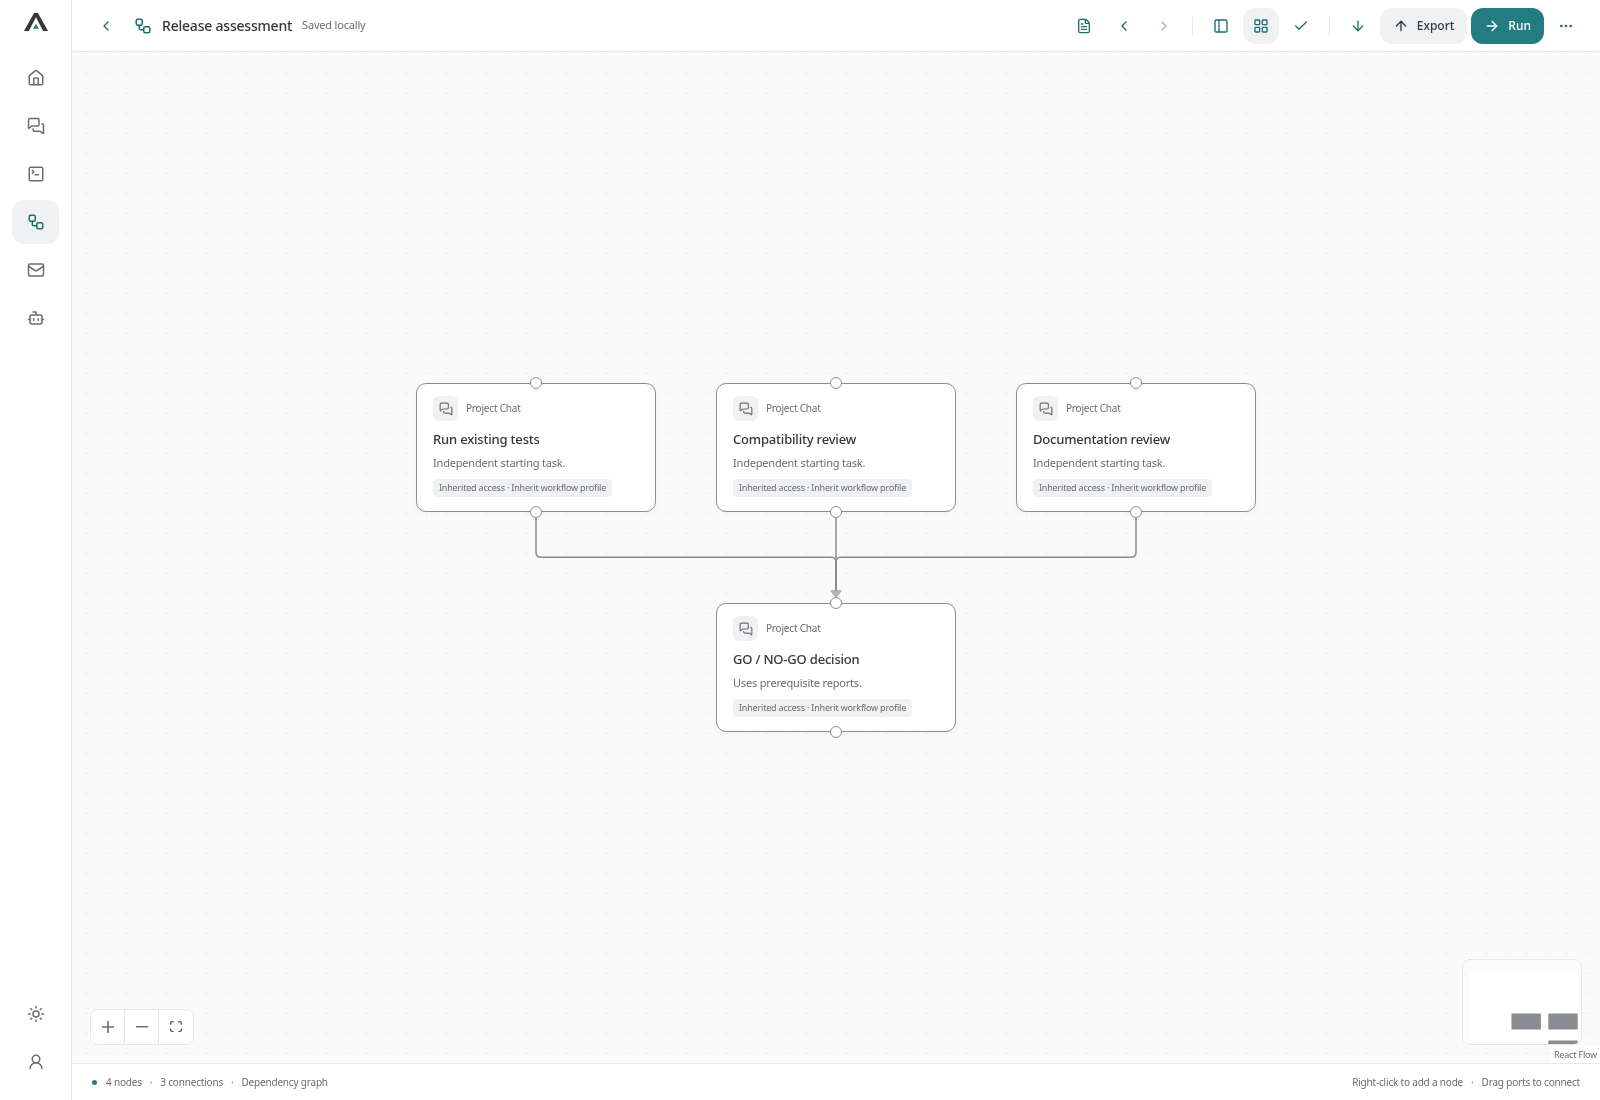 Release assessment Saved locally
Export
Run
Project Chat
Run existing tests
Independent starting task.
Inherited access · Inherit workflow profile
Project Chat
Compatibility review
Independent starting task.
Inherited access · Inherit workflow profile
Project Chat
Documentation review
Independent starting task.
Inherited access · Inherit workflow profile
Project Chat
GO / NO-GO decision
Uses prerequisite reports.
Inherited access · Inherit workflow profile
React Flow
4 nodes · 3 connections · Dependency graph
Right-click to add a node · Drag ports to connect